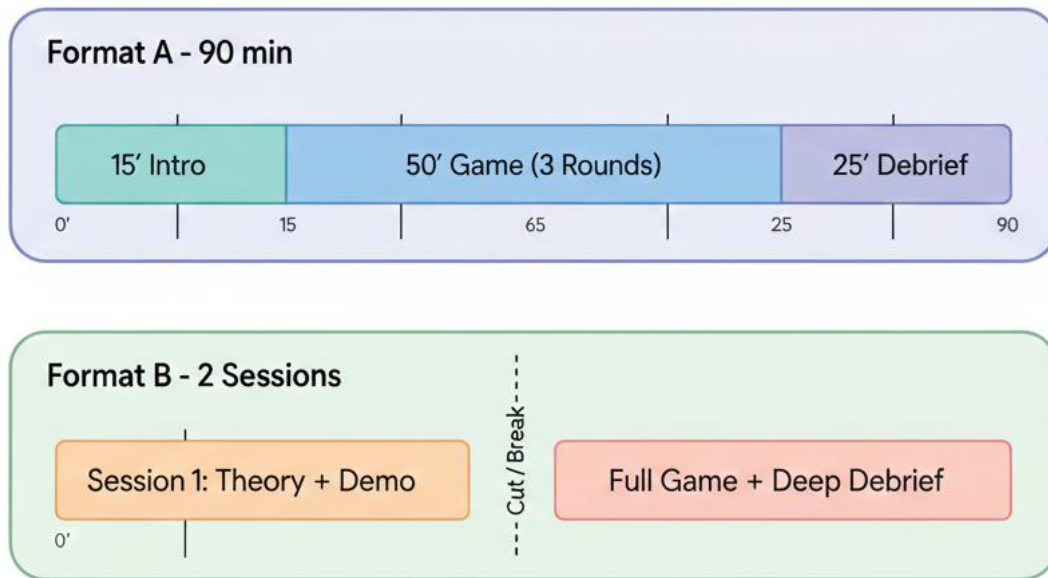 Format A - 90 min
15′ Intro
50′ Game (3 Rounds)
25′ Debrief
0′
15
65
25
90
Format B - 2 Sessions
Session 1: Theory + Demo
Cut / Break
Full Game + Deep Debrief
0′